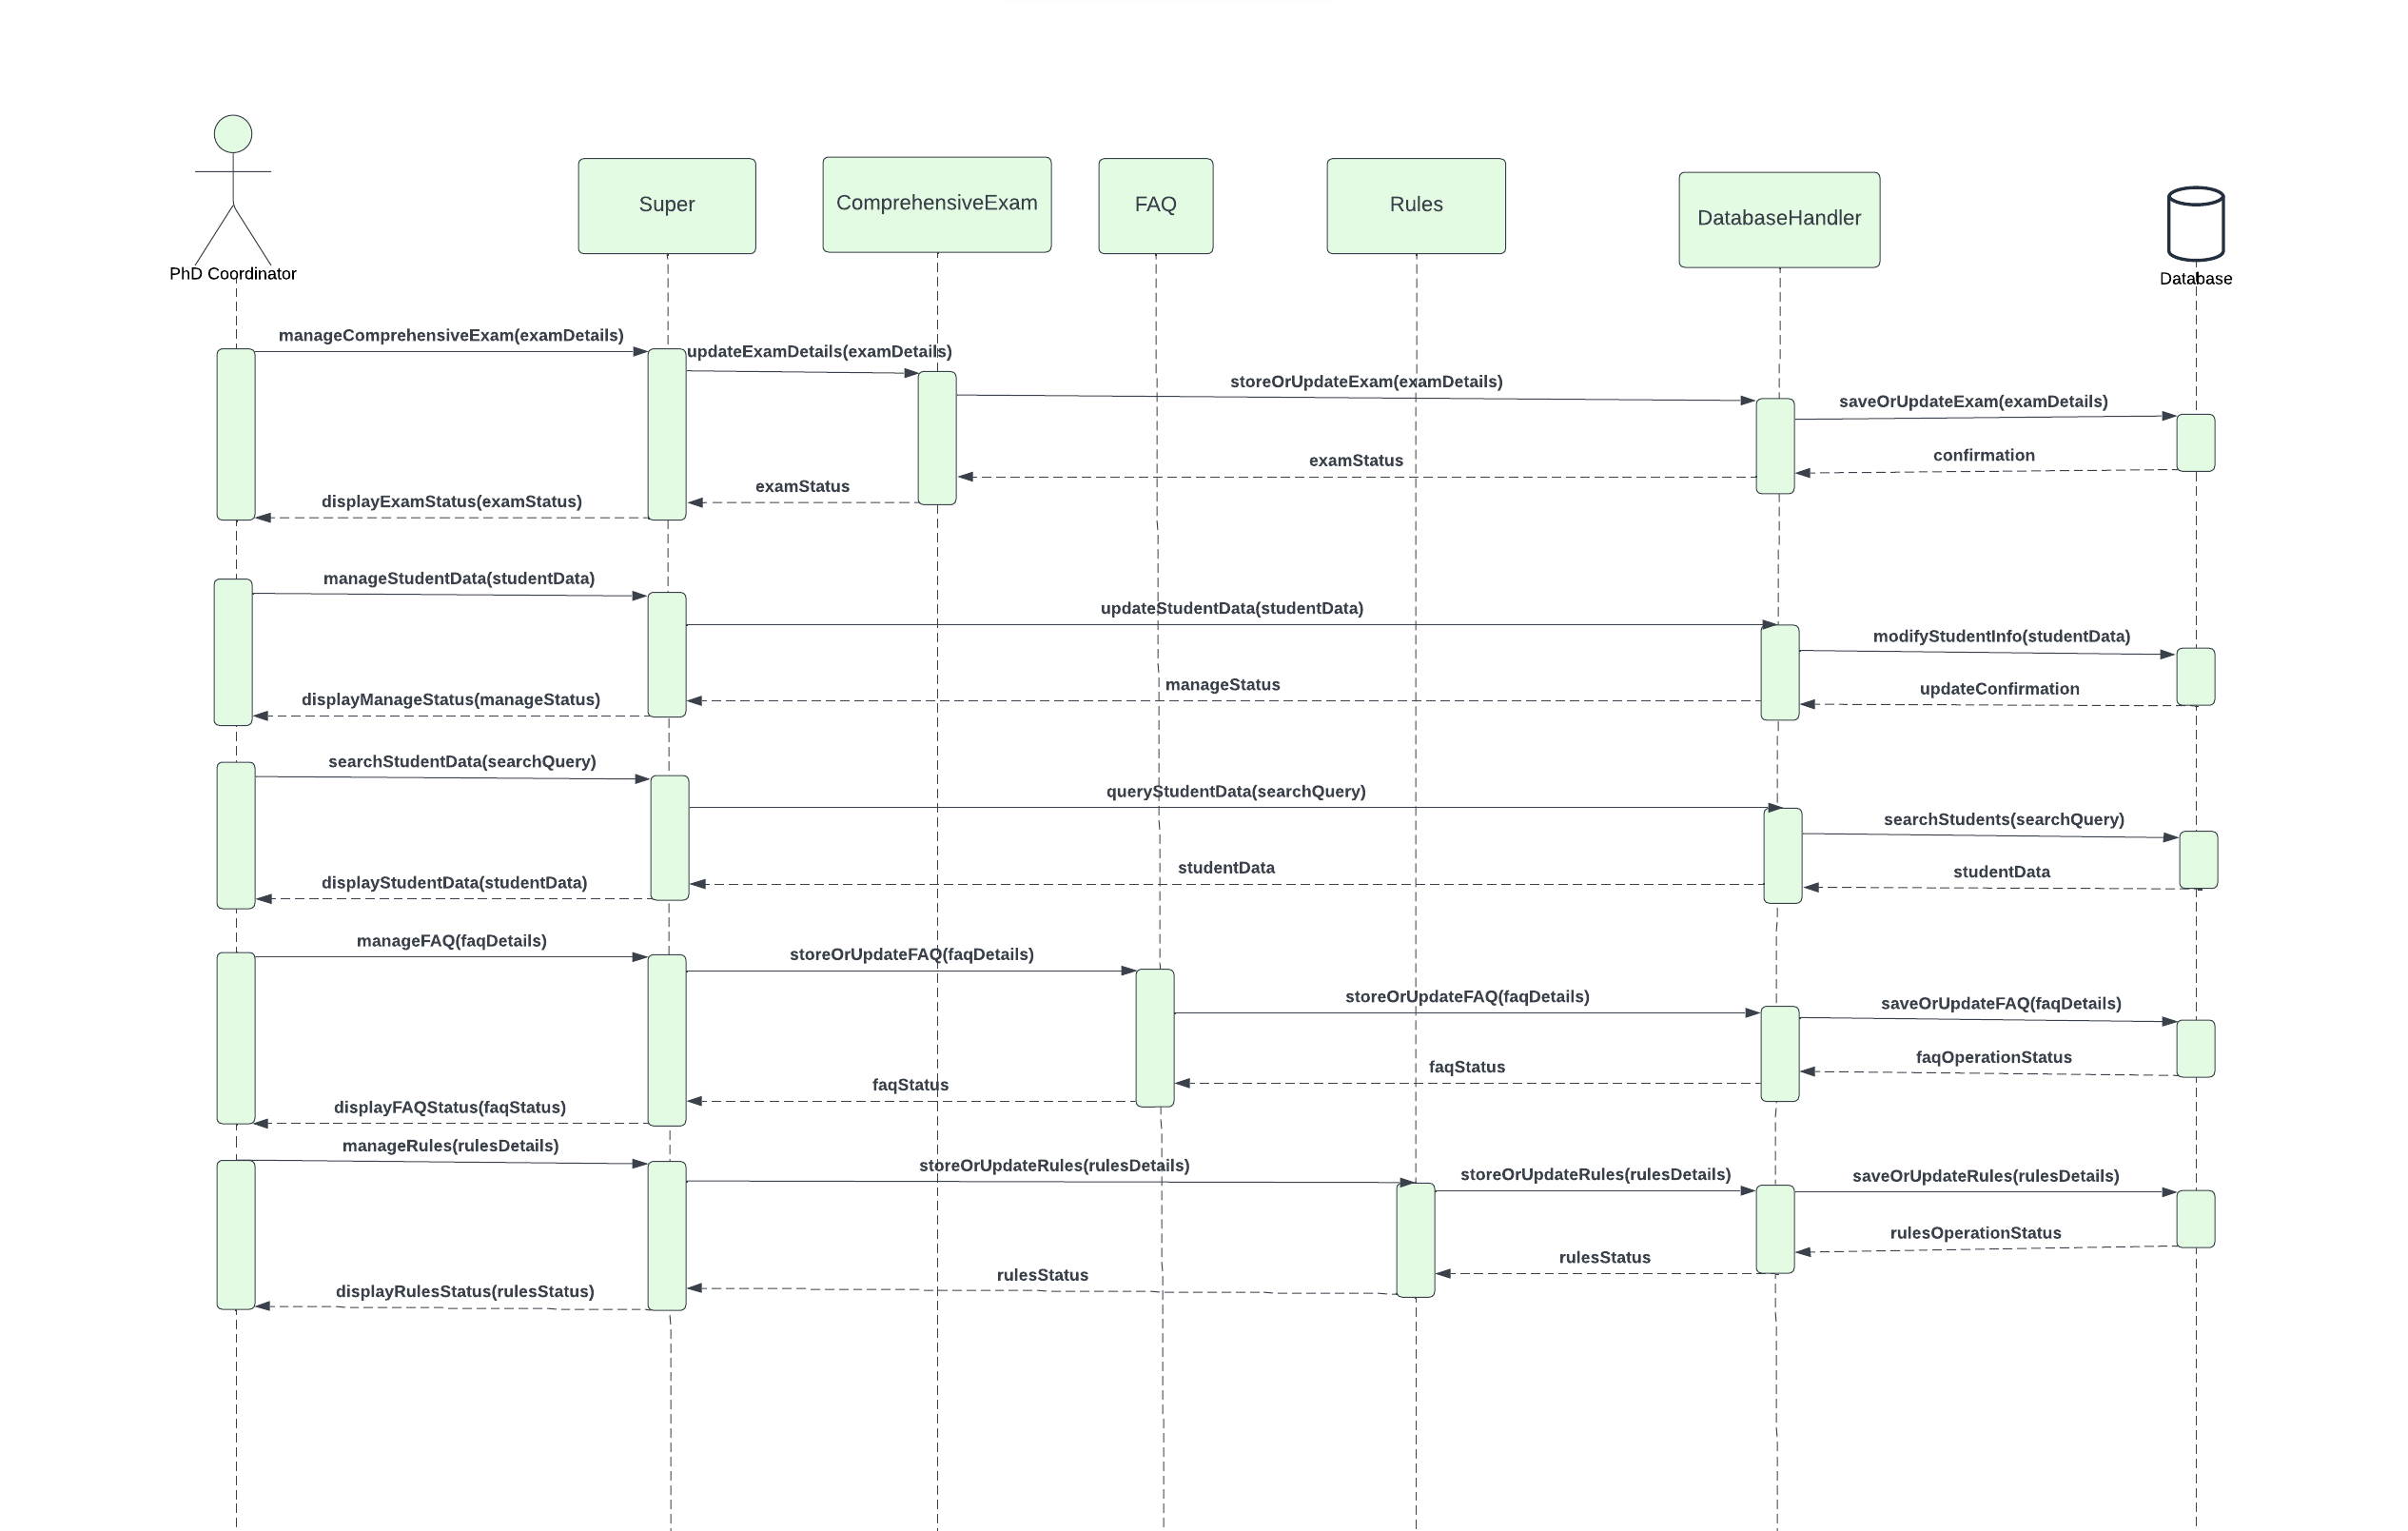 Super
ComprehensiveExam
FAQ
Rules
DatabaseHandler
PhD Coordinator
Database
manageComprehensiveExam(examDetails)
updateExamDetails(examDetails)
storeOrUpdateExam(examDetails)
saveOrUpdateExam(examDetails)
confirmation
examStatus
examStatus
displayExamStatus(examStatus)
manageStudentData(studentData)
updateStudentData(studentData)
modifyStudentInfo(studentData)
updateConfirmation
manageStatus
displayManageStatus(manageStatus)
searchStudentData(searchQuery)
queryStudentData(searchQuery)
searchStudents(searchQuery)
studentData
studentData
displayStudentData(studentData)
manageFAQ(faqDetails)
storeOrUpdateFAQ(faqDetails)
storeOrUpdateFAQ(faqDetails)
saveOrUpdateFAQ(faqDetails)
faqOperationStatus
faqStatus
faqStatus
displayFAQStatus(faqStatus)
manageRules(rulesDetails)
storeOrUpdateRules(rulesDetails)
storeOrUpdateRules(rulesDetails)
saveOrUpdateRules(rulesDetails)
rulesOperationStatus
rulesStatus
rulesStatus
displayRulesStatus(rulesStatus)